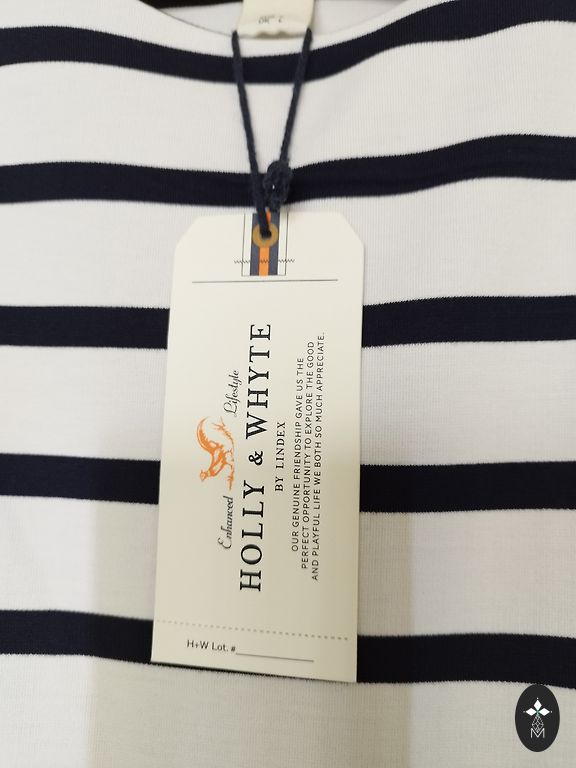 Enhanced Lifestyle
HOLLY & WHYTE
BY LINDEX
OUR GENUINE FRIENDSHIP GAVE US THE
PERFECT OPPORTUNITY TO EXPLORE THE GOOD
AND PLAYFUL LIFE WE BOTH SO MUCH APPRECIATE.
H+W Lot. #
M